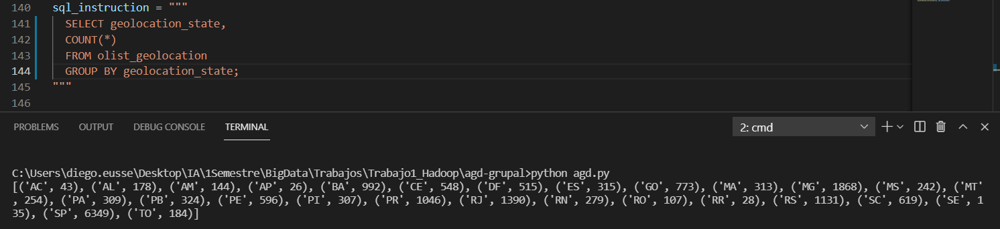 140 sql_instruction = """
141 SELECT geolocation_state,
142 COUNT(*)
143 FROM olist_geolocation
144 GROUP BY geolocation_state;
145 """
146
PROBLEMS OUTPUT DEBUG CONSOLE TERMINAL 2: cmd
C:\Users\diego.eusse\Desktop\IA\1Semestre\BigData\Trabajos\Trabajo1_Hadoop\agd-grupal>python agd.py
[('AC', 43), ('AL', 178), ('AM', 144), ('AP', 26), ('BA', 992), ('CE', 548), ('DF', 515), ('ES', 315), ('GO', 773), ('MA', 313), ('MG', 1868), ('MS', 242), ('MT'
, 254), ('PA', 309), ('PB', 324), ('PE', 596), ('PI', 307), ('PR', 1046), ('RJ', 1390), ('RN', 279), ('RO', 107), ('RR', 28), ('RS', 1131), ('SC', 619), ('SE', 1
35), ('SP', 6349), ('TO', 184)]